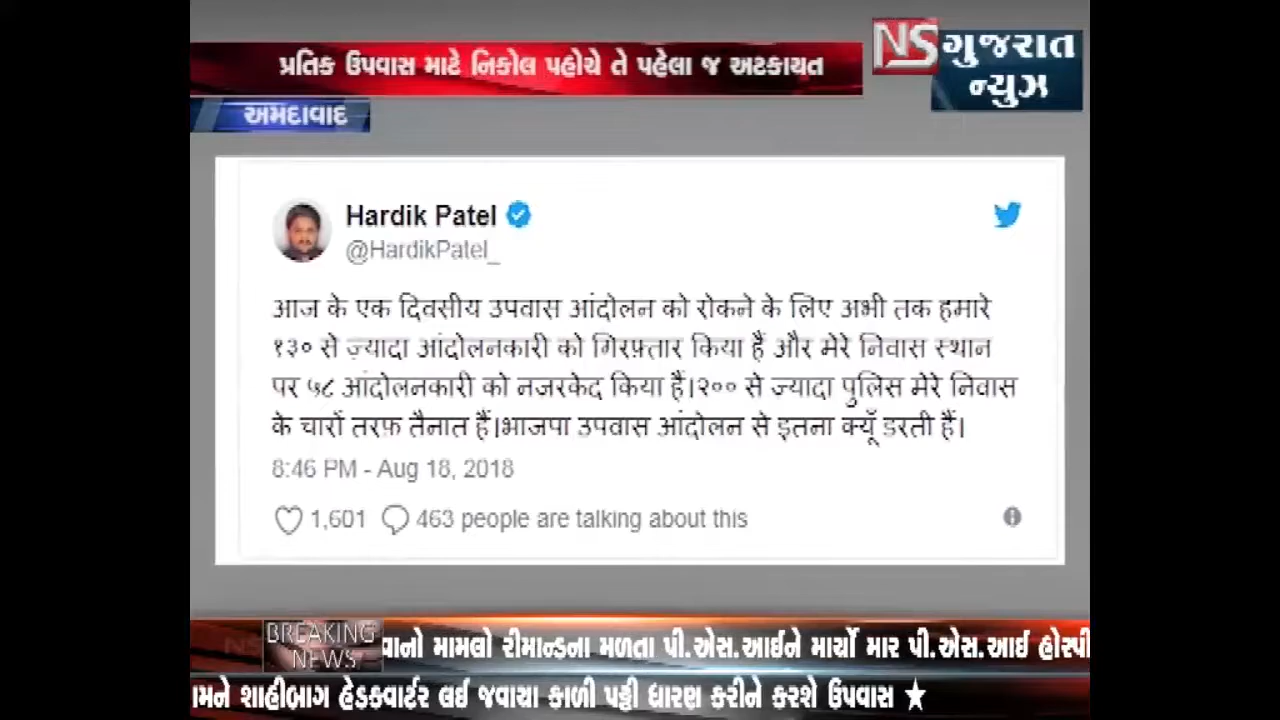 પ્રતિક ઉપવાસ માટે નિકોલ પહોચે તે પહેલા જ અટકાયત
NS ગુજરાત
ન્યુઝ
અમદાવાદ
Hardik Patel
@HardikPatel_
आज के एक दिवसीय उपवास आंदोलन को रोकने के लिए अभी तक हमारे
१३० से ज़्यादा आंदोलनकारी को गिरफ़्तार किया हैं और मेरे निवास स्थान
पर ५८ आंदोलनकारी को नजरकेद किया हैं।२०० से ज्यादा पुलिस मेरे निवास
के चारों तरफ़ तैनात हैं।भाजपा उपवास आंदोलन से इतना क्यूँ डरती हैं।
8:46 PM - Aug 18, 2018
1,601 463 people are talking about this
BREAKING
NEWS
વાનો મામલો રીમાન્ડના મળતા પી.એસ.આઈને માર્યો માર પી.એસ.આઈ હોસ્પી
ામને શાહીબાગ હેડકવાર્ટર લઈ જવાયા કાળી પટ્ટી ધારણ કરીને કરશે ઉપવાસ ★